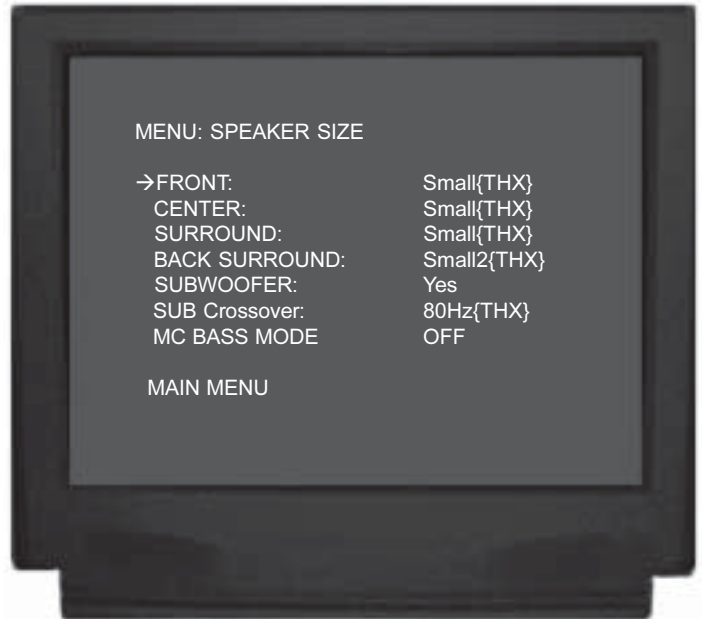 MENU: SPEAKER SIZE
→FRONT: Small{THX}
CENTER: Small{THX}
SURROUND: Small{THX}
BACK SURROUND: Small2{THX}
SUBWOOFER: Yes
SUB Crossover: 80Hz{THX}
MC BASS MODE OFF
MAIN MENU